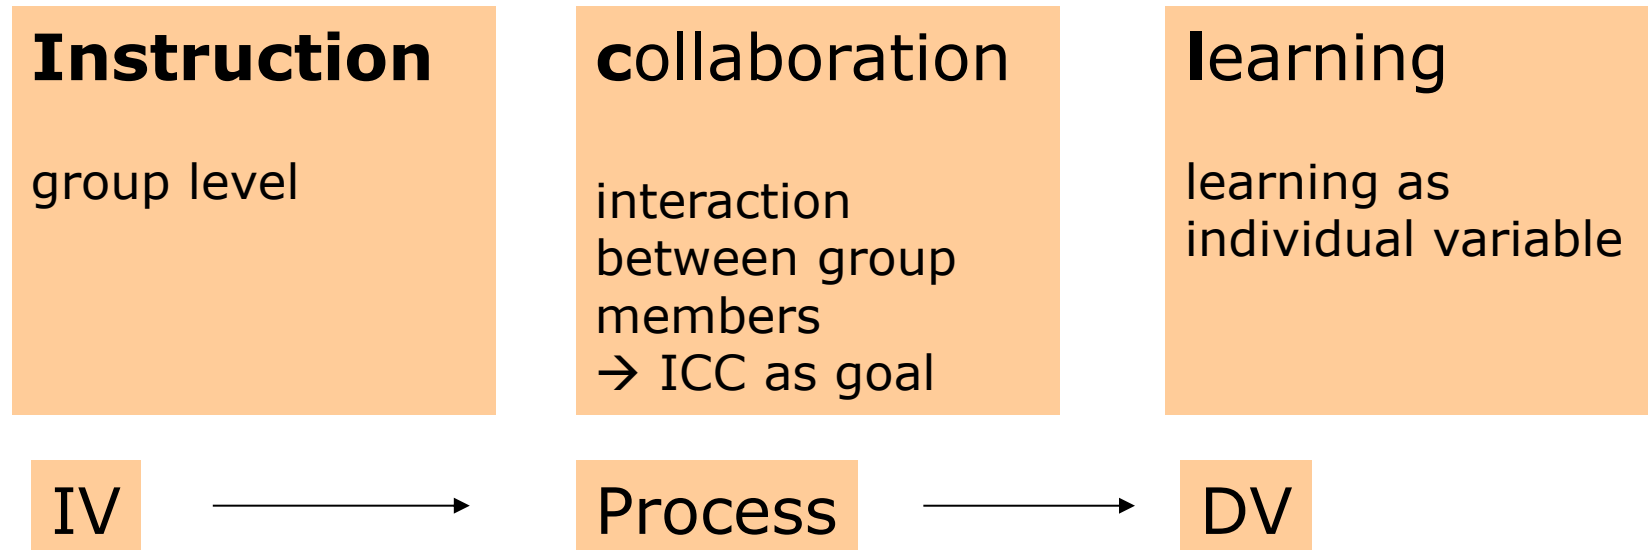 Instruction
group level
collaboration
interaction
between group
members
→ ICC as goal
learning
learning as
individual variable
IV
Process
DV